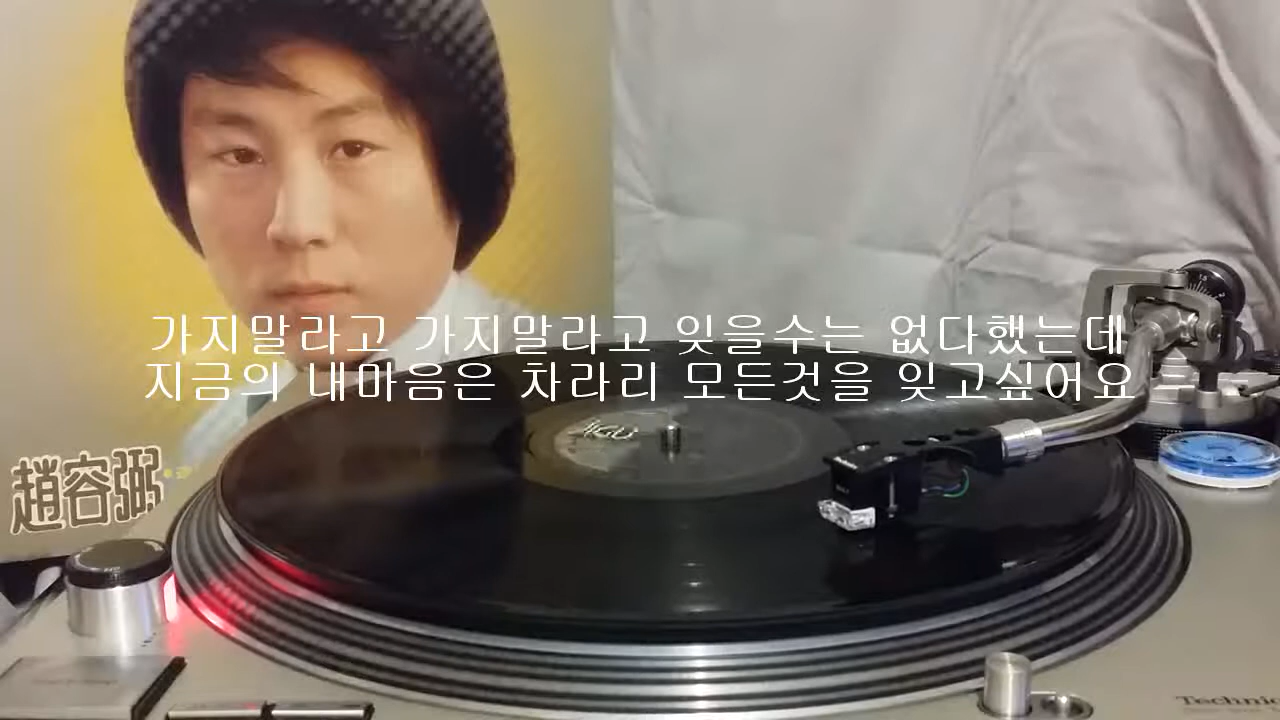 가지말라고 가지말라고 잊을수는 없다했는데
지금의 내마음은 차라리 모든것을 잊고싶어요
趙容弼
JIGU
Technics